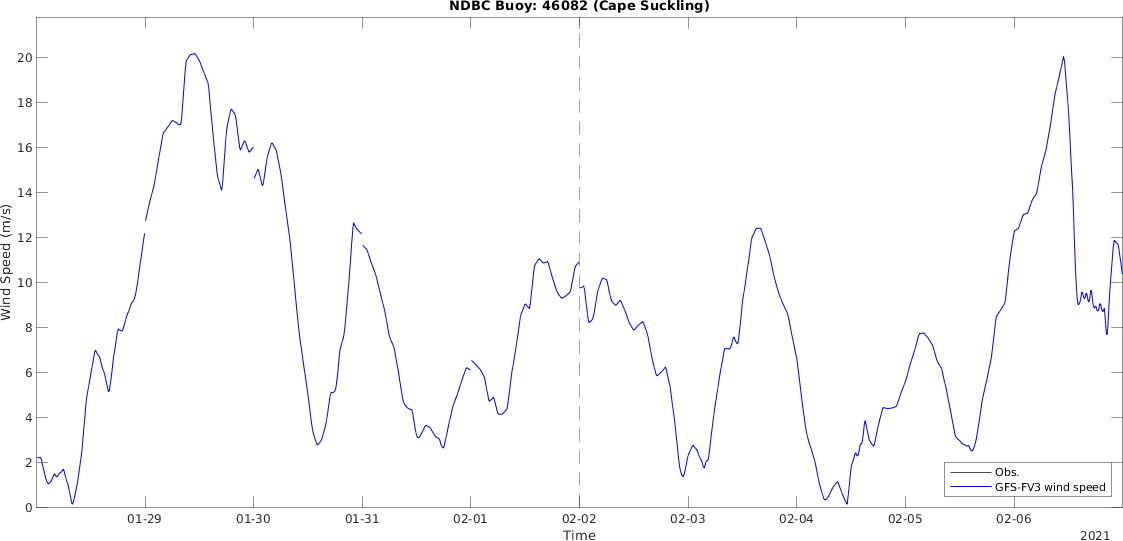 NDBC Buoy: 46082 (Cape Suckling)
Wind Speed (m/s)
20
18
16
14
12
10
8
6
4
2
0
01-29 01-30 01-31 02-01 02-02 02-03 02-04 02-05 02-06
Time
2021
Obs.
GFS-FV3 wind speed